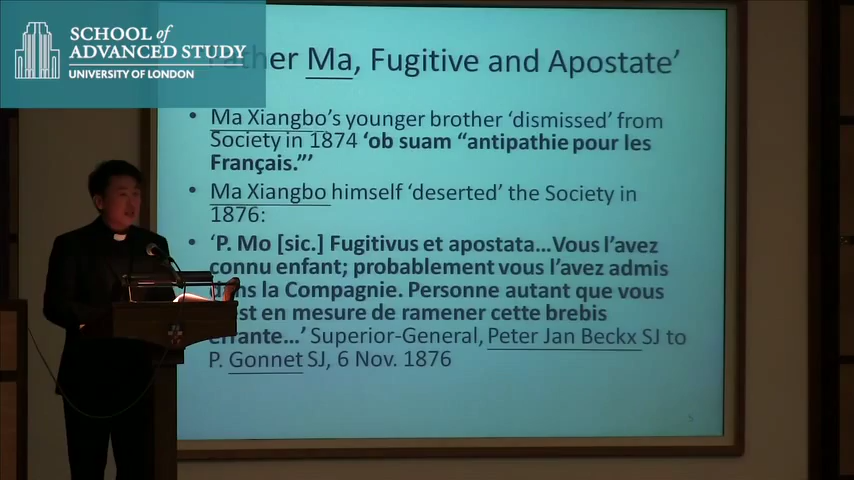 SCHOOL of
ADVANCED STUDY
UNIVERSITY OF LONDON
Ma, Fugitive and Apostate’
• Ma Xiangbo’s younger brother ‘dismissed’ from
Society in 1874 ‘ob suam “antipathie pour les
Français.”’
• Ma Xiangbo himself ‘deserted’ the Society in
1876:
• ‘P. Mo [sic.] Fugitivus et apostata...Vous l’avez
connu enfant; probablement vous l’avez admis
la Compagnie. Personne autant que vous
en mesure de ramener cette brebis
Superior-General, Peter Jan Beckx SJ to
P. Gonnet SJ, 6 Nov. 1876